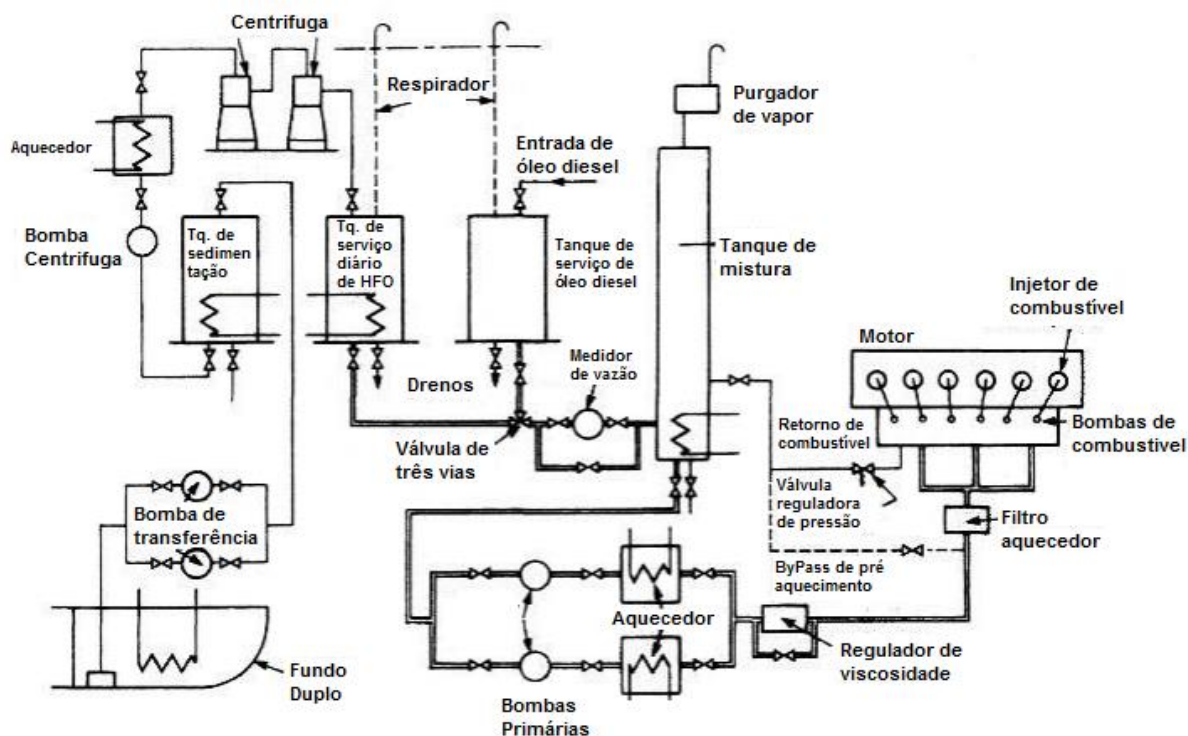 Centrifuga
Respirador
Purgador
de vapor
Aquecedor
Entrada de
óleo diesel
Bomba
Centrifuga
Tq. de
sedimen
tação
Tq. de
serviço
diário
de HFO
Tanque de
serviço de
óleo diesel
Tanque de
mistura
Injetor de
combustível
Motor
Medidor
de vazão
Drenos
Válvula de
três vias
Retorno de
combustível
Bombas de
combustivel
Válvula
reguladora
de pressão
Filtro
aquecedor
Bomba de
transferência
ByPass de pré
aquecimento
Aquecedor
Regulador de
viscosidade
Fundo
Duplo
Bombas
Primárias